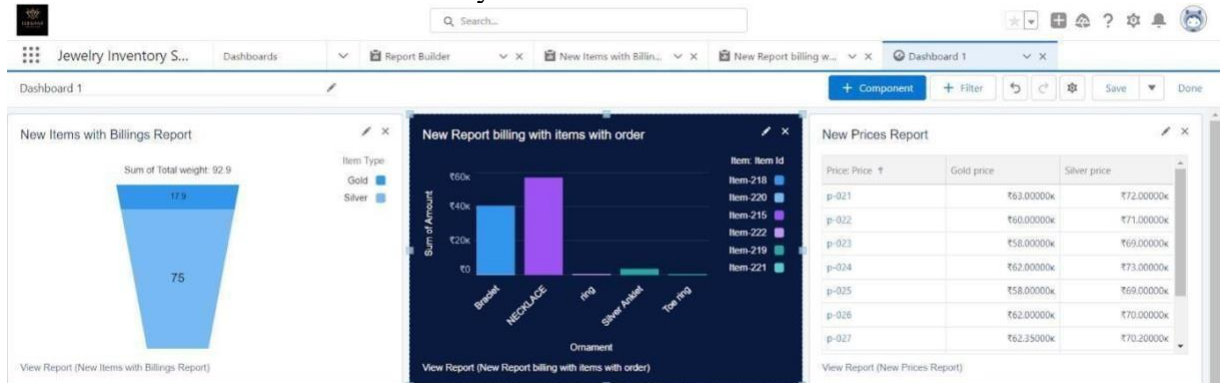 Search...
Jewelry Inventory S...
Dashboards
Report Builder
New Items with Billin...
New Report billing w...
Dashboard 1
Dashboard 1
+ Component
+ Filter
Save
Done
New Items with Billings Report
Sum of Total weight: 92.9
Item Type
Gold
Silver
17.9
75
View Report (New Items with Billings Report)
New Report billing with items with order
Item: Item Id
Item-218
Item-220
Item-215
Item-222
Item-219
Item-221
Sum of Amount
₹60K
₹40K
₹20K
₹0
Braclet
NECKLACE
ring
Silver Anklet
Toe ring
Ornament
View Report (New Report billing with items with order)
New Prices Report
Price: Price ↑ Gold price Silver price
p-021 ₹63.00000K ₹72.00000K
p-022 ₹60.00000K ₹71.00000K
p-023 ₹58.00000K ₹69.00000K
p-024 ₹62.00000K ₹73.00000K
p-025 ₹58.00000K ₹69.00000K
p-026 ₹62.00000K ₹70.00000K
p-027 ₹62.35000K ₹70.20000K
View Report (New Prices Report)